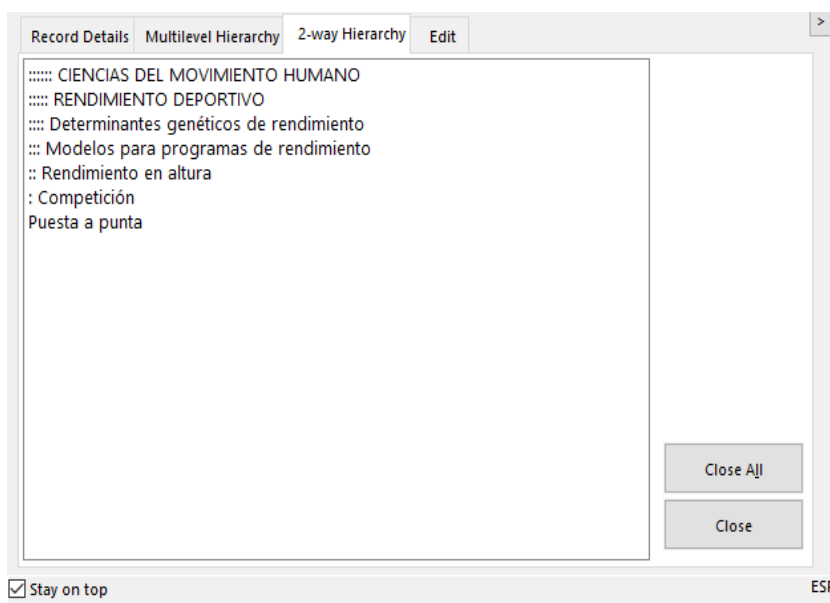 >
Record Details Multilevel Hierarchy 2-way Hierarchy Edit
:::::: CIENCIAS DEL MOVIMIENTO HUMANO
::::: RENDIMIENTO DEPORTIVO
:::: Determinantes genéticos de rendimiento
::: Modelos para programas de rendimiento
:: Rendimiento en altura
: Competición
Puesta a punta
Close All
Close
Stay on top